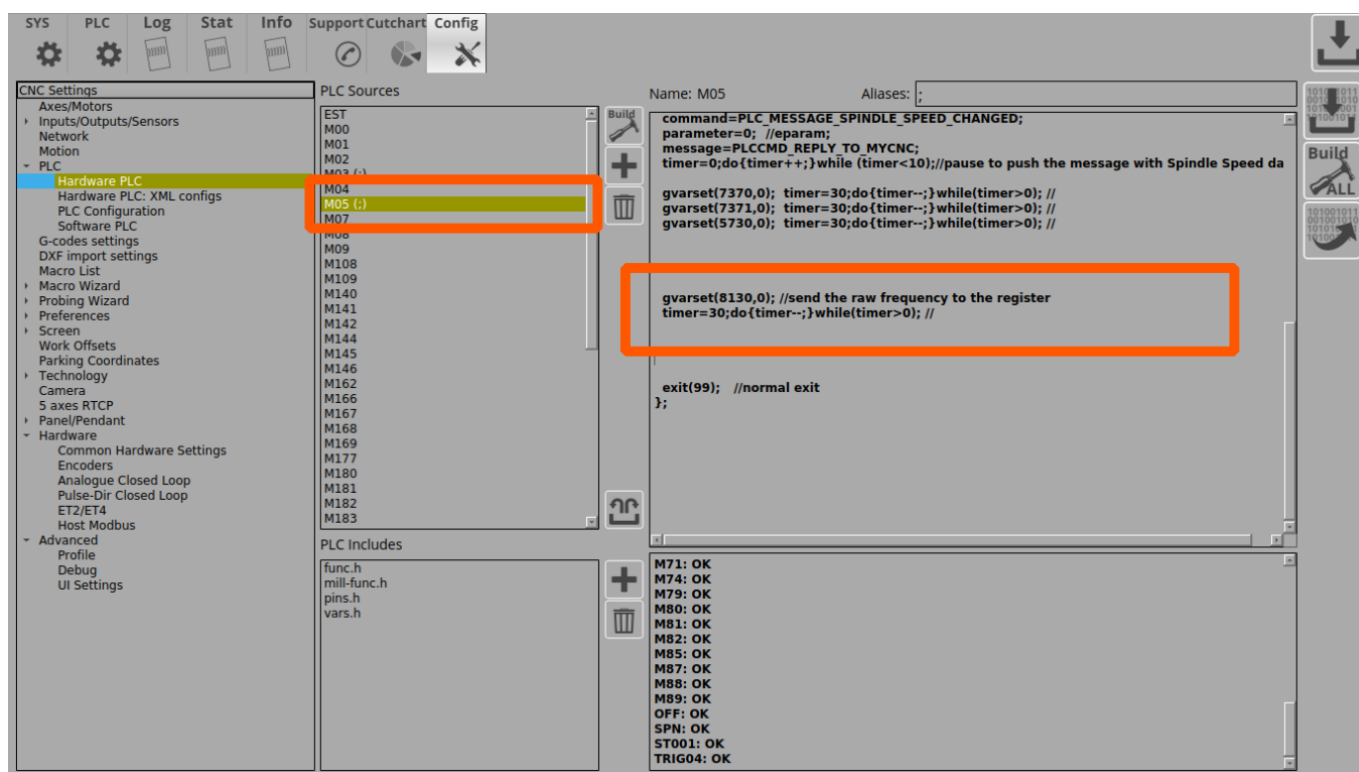 SYS PLC Log Stat Info Support Cutchart Config
CNC Settings
Axes/Motors
Inputs/Outputs/Sensors
Network
Motion
PLC
Hardware PLC
Hardware PLC: XML configs
PLC Configuration
Software PLC
G-codes settings
DXF import settings
Macro List
Macro Wizard
Probing Wizard
Preferences
Screen
Work Offsets
Parking Coordinates
Technology
Camera
5 axes RTCP
Panel/Pendant
Hardware
Common Hardware Settings
Encoders
Analogue Closed Loop
Pulse-Dir Closed Loop
ET2/ET4
Host Modbus
Advanced
Profile
Debug
UI Settings
PLC Sources
EST
M00
M01
M02
M03 (;)
M04
M05 (;)
M07
M08
M09
M108
M109
M140
M141
M142
M144
M145
M146
M162
M166
M167
M168
M169
M177
M180
M181
M182
M183
Build
PLC Includes
func.h
mill-func.h
pins.h
vars.h
Name: M05 Aliases: ;
command=PLC_MESSAGE_SPINDLE_SPEED_CHANGED;
parameter=0; //eparam;
message=PLCCMD_REPLY_TO_MYCNC;
timer=0;do{timer++;}while (timer<10);//pause to push the message with Spindle Speed da
gvarset(7370,0); timer=30;do{timer--;}while(timer>0); //
gvarset(7371,0); timer=30;do{timer--;}while(timer>0); //
gvarset(5730,0); timer=30;do{timer--;}while(timer>0); //
gvarset(8130,0); //send the raw frequency to the register
timer=30;do{timer--;}while(timer>0); //
exit(99); //normal exit
};
M71: OK
M74: OK
M79: OK
M80: OK
M81: OK
M82: OK
M85: OK
M87: OK
M88: OK
M89: OK
OFF: OK
SPN: OK
ST001: OK
TRIG04: OK
Build
ALL